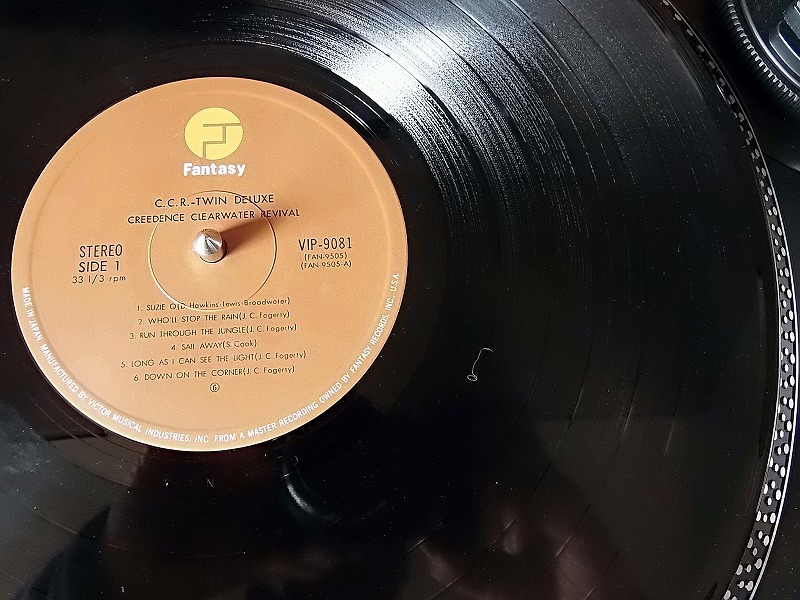 Fantasy
C.C.R.-TWIN DELUXE
CREEDENCE CLEARWATER REVIVAL
STEREO
SIDE 1
33 1/3 rpm
VIP-9081
(FAN-9505)
(FAN-9505-A)
1. SUZIE Q(D. Hawkins-Lewis-Broadwater)
2. WHO'LL STOP THE RAIN(J. C. Fogerty)
3. RUN THROUGH THE JUNGLE(J. C. Fogerty)
4. SAIL AWAY(S. Cook)
5. LONG AS I CAN SEE THE LIGHT(J. C. Fogerty)
6. DOWN ON THE CORNER(J. C. Fogerty)
6
MADE IN JAPAN. MANUFACTURED BY VICTOR MUSICAL INDUSTRIES, INC. FROM A MASTER RECORDING OWNED BY FANTASY RECORDS, INC. U.S.A.